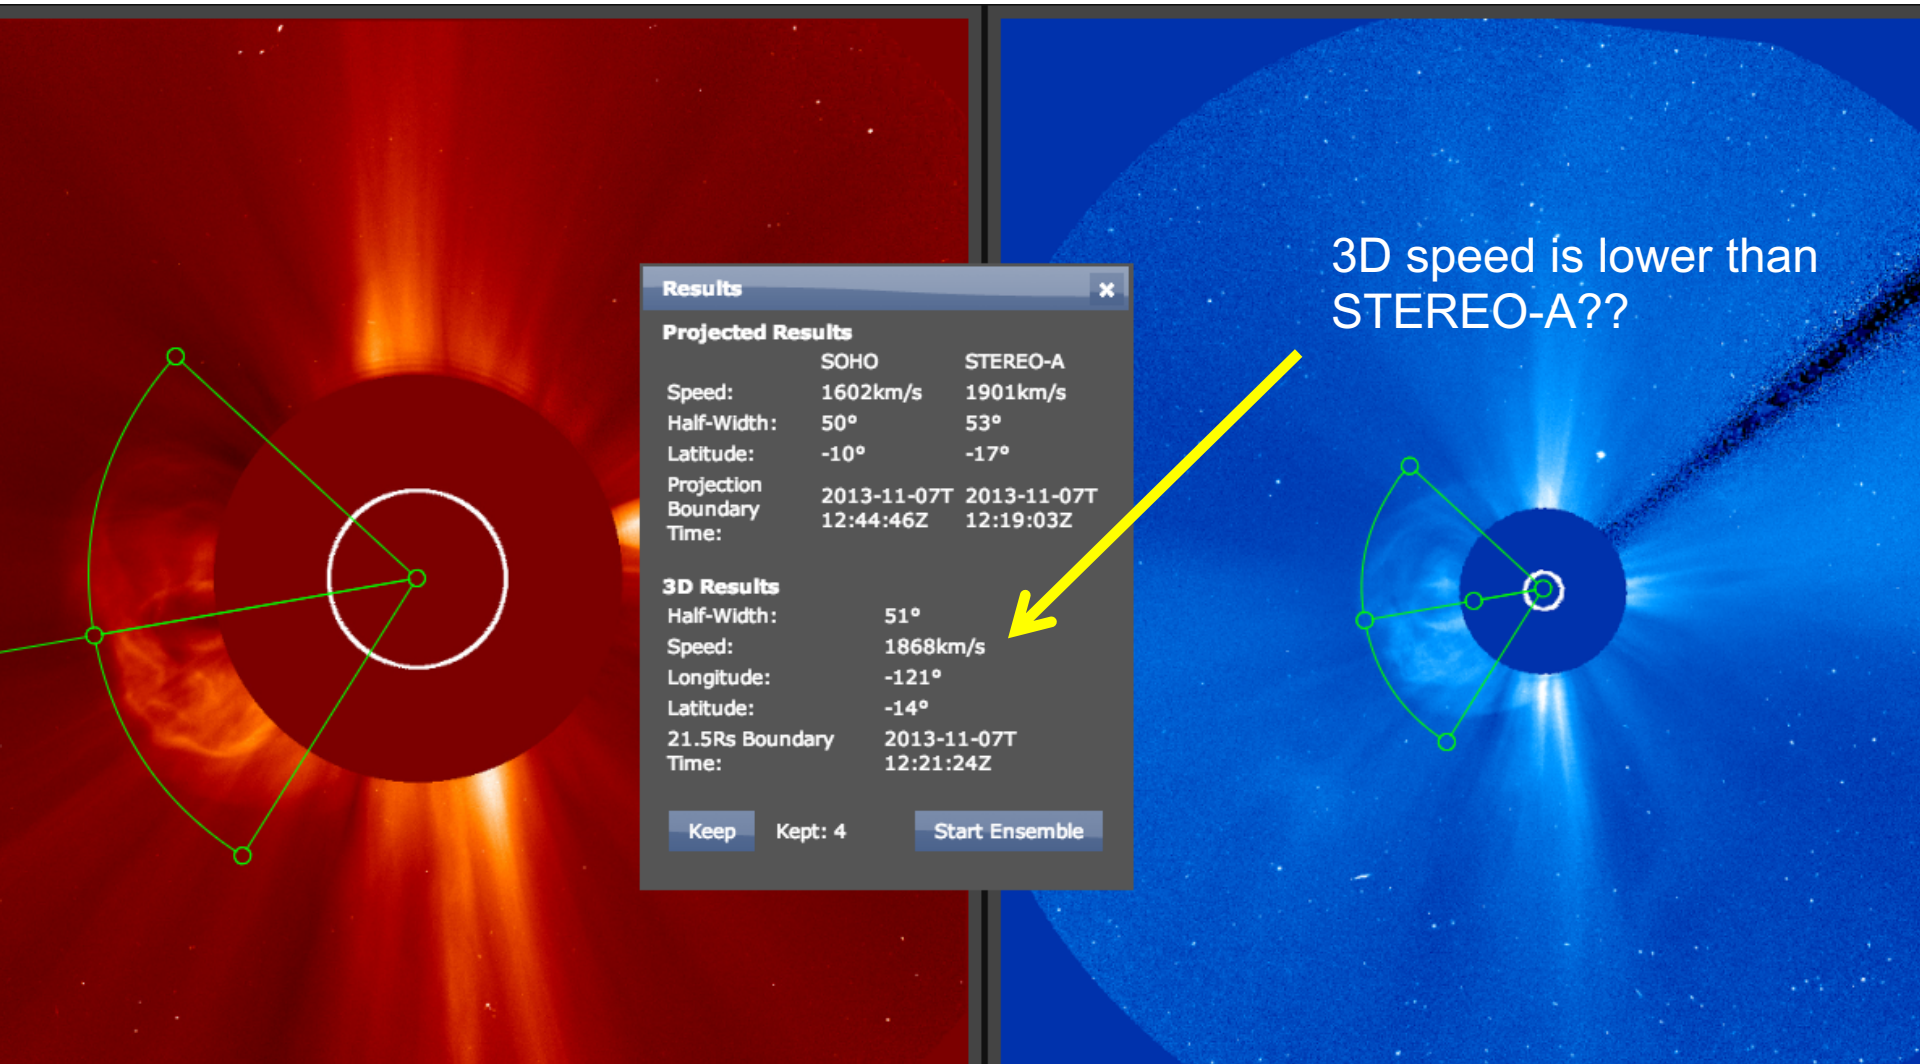 3D speed is lower than
STEREO-A??
Results
Projected Results
SOHO STEREO-A
Speed: 1602km/s 1901km/s
Half-Width: 50° 53°
Latitude: -10° -17°
Projection
Boundary
Time:
2013-11-07T 2013-11-07T
12:44:46Z 12:19:03Z
3D Results
Half-Width: 51°
Speed: 1868km/s
Longitude: -121°
Latitude: -14°
21.5Rs Boundary 2013-11-07T
Time: 12:21:24Z
Keep Kept: 4 Start Ensemble